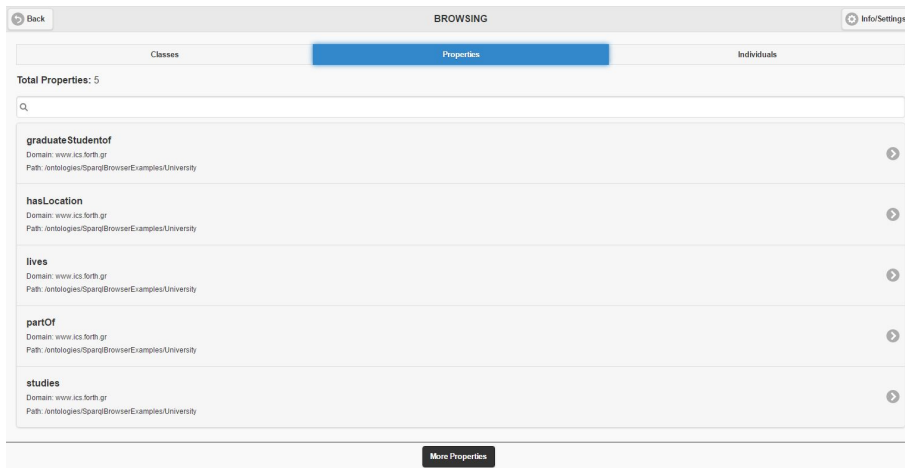 Back
BROWSING
Info/Settings
Classes
Properties
Individuals
Total Properties: 5
graduateStudentof
Domain: www.ics.forth.gr
Path: /ontologies/SparqlBrowserExamples/University
hasLocation
Domain: www.ics.forth.gr
Path: /ontologies/SparqlBrowserExamples/University
lives
Domain: www.ics.forth.gr
Path: /ontologies/SparqlBrowserExamples/University
partOf
Domain: www.ics.forth.gr
Path: /ontologies/SparqlBrowserExamples/University
studies
Domain: www.ics.forth.gr
Path: /ontologies/SparqlBrowserExamples/University
More Properties